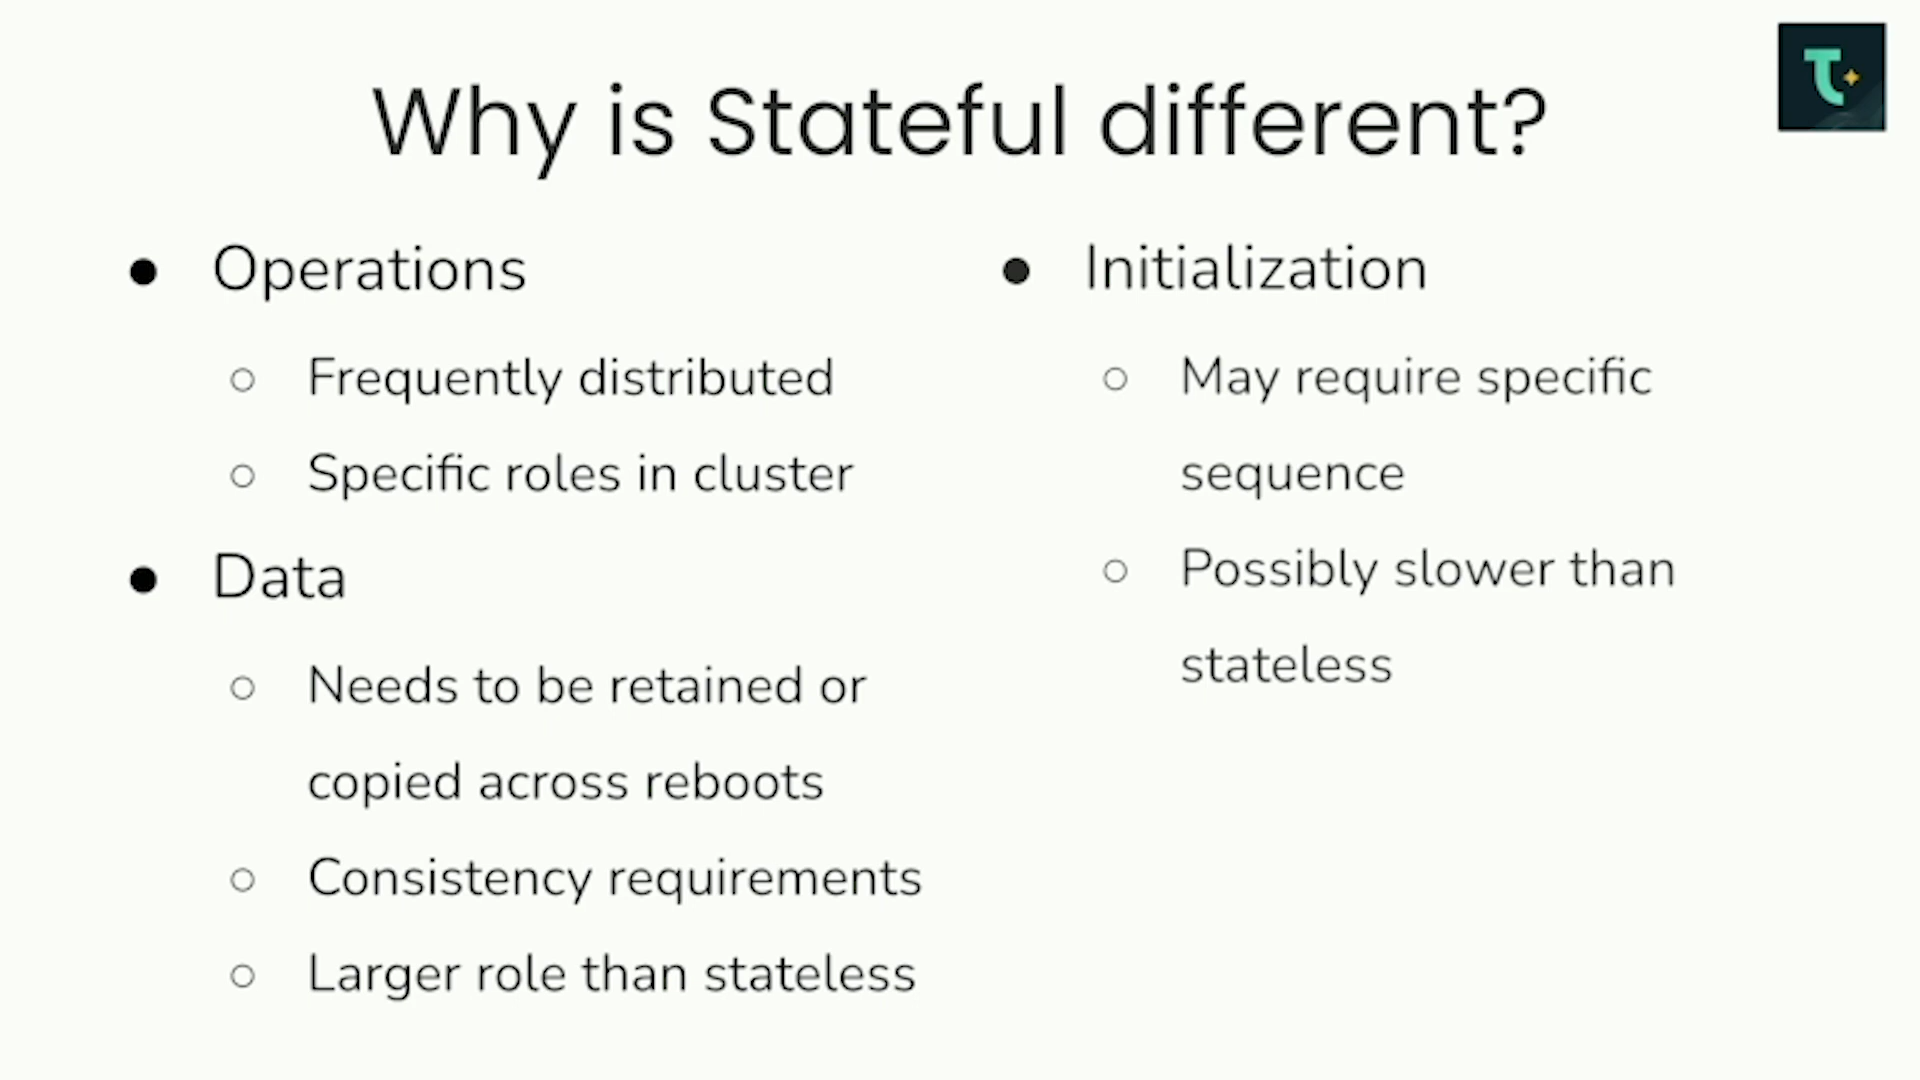 Why is Stateful different?
● Operations
○ Frequently distributed
○ Specific roles in cluster
● Data
○ Needs to be retained or
copied across reboots
○ Consistency requirements
○ Larger role than stateless
● Initialization
○ May require specific
sequence
○ Possibly slower than
stateless